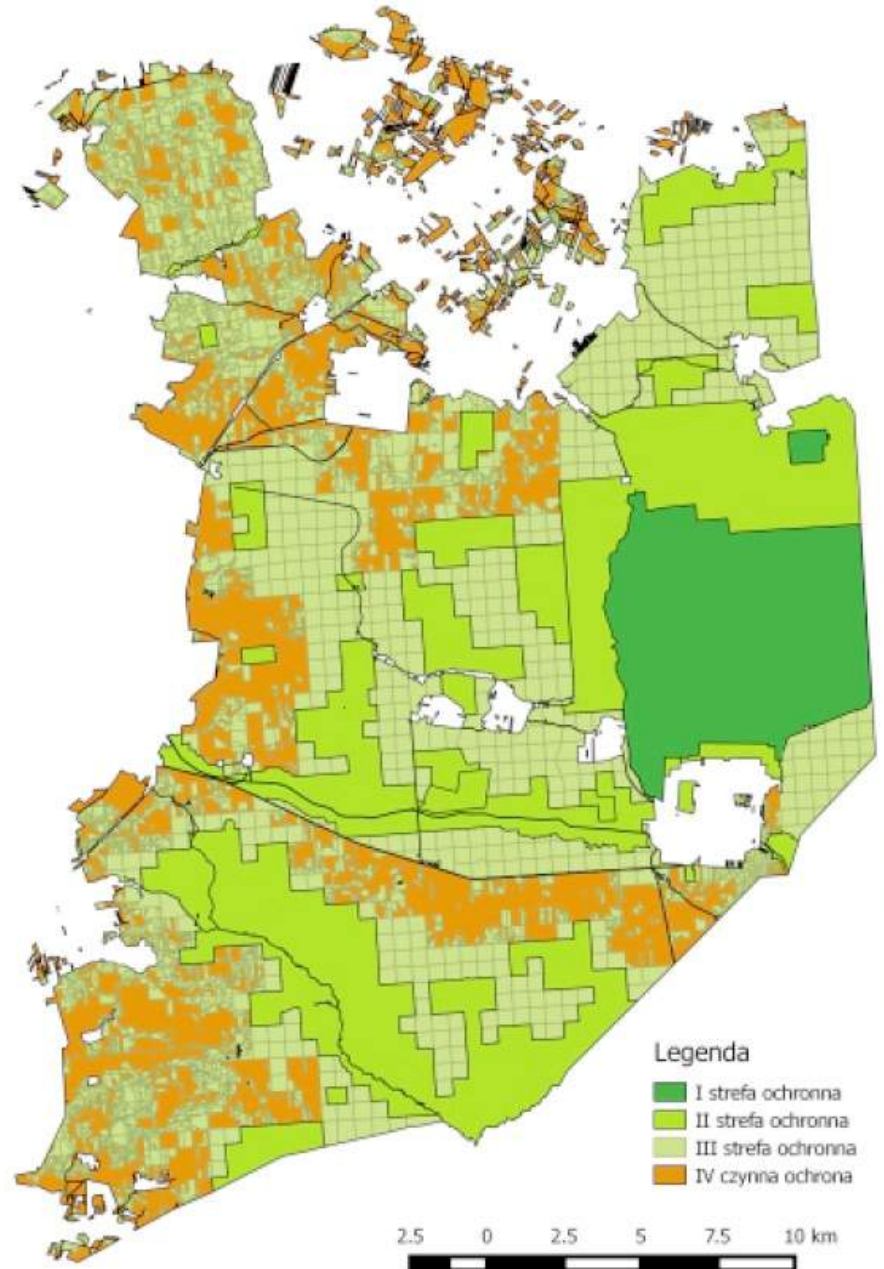 Legenda
I strefa ochronna
II strefa ochronna
III strefa ochronna
IV czynna ochrona
2.5 0 2.5 5 7.5 10 km